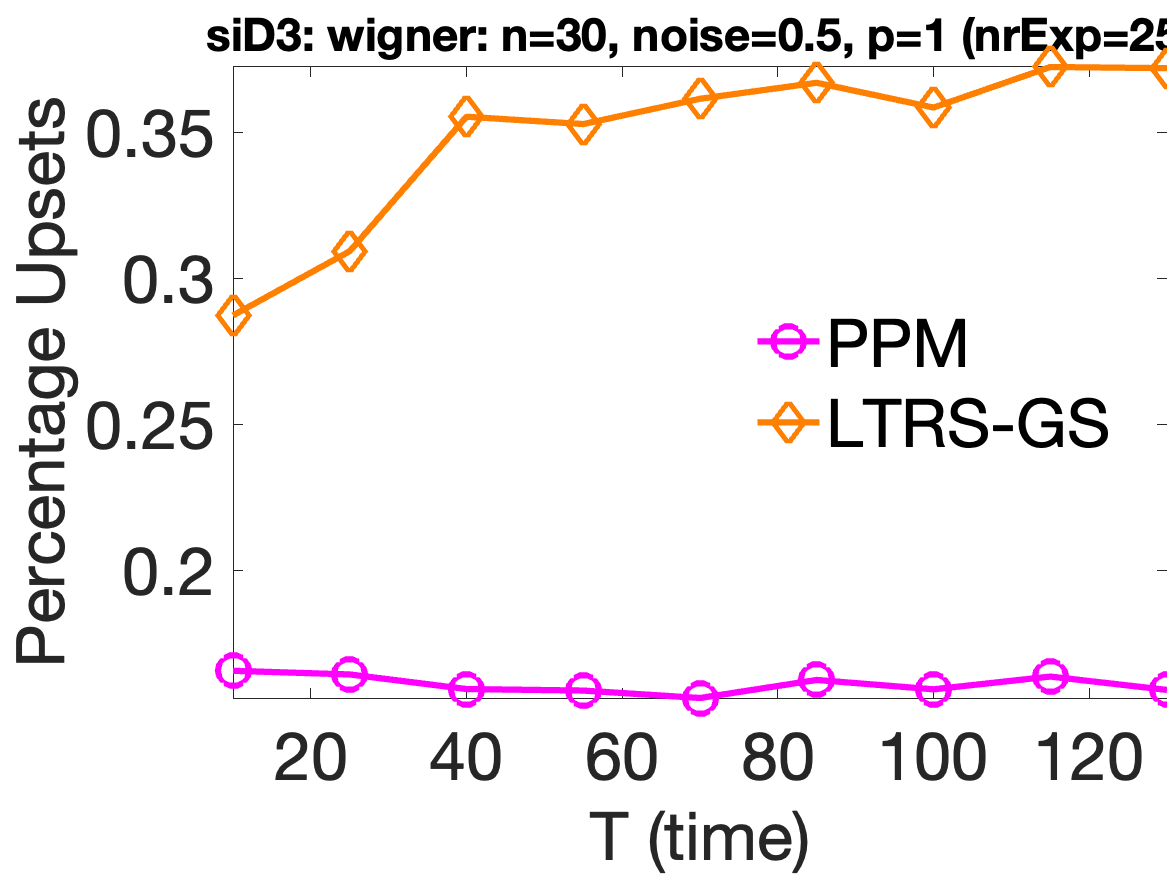 siD3: wigner: n=30, noise=0.5, p=1 (nrExp=25
Percentage Upsets
0.35
0.3
0.25
0.2
PPM
LTRS-GS
20 40 60 80 100 120
T (time)